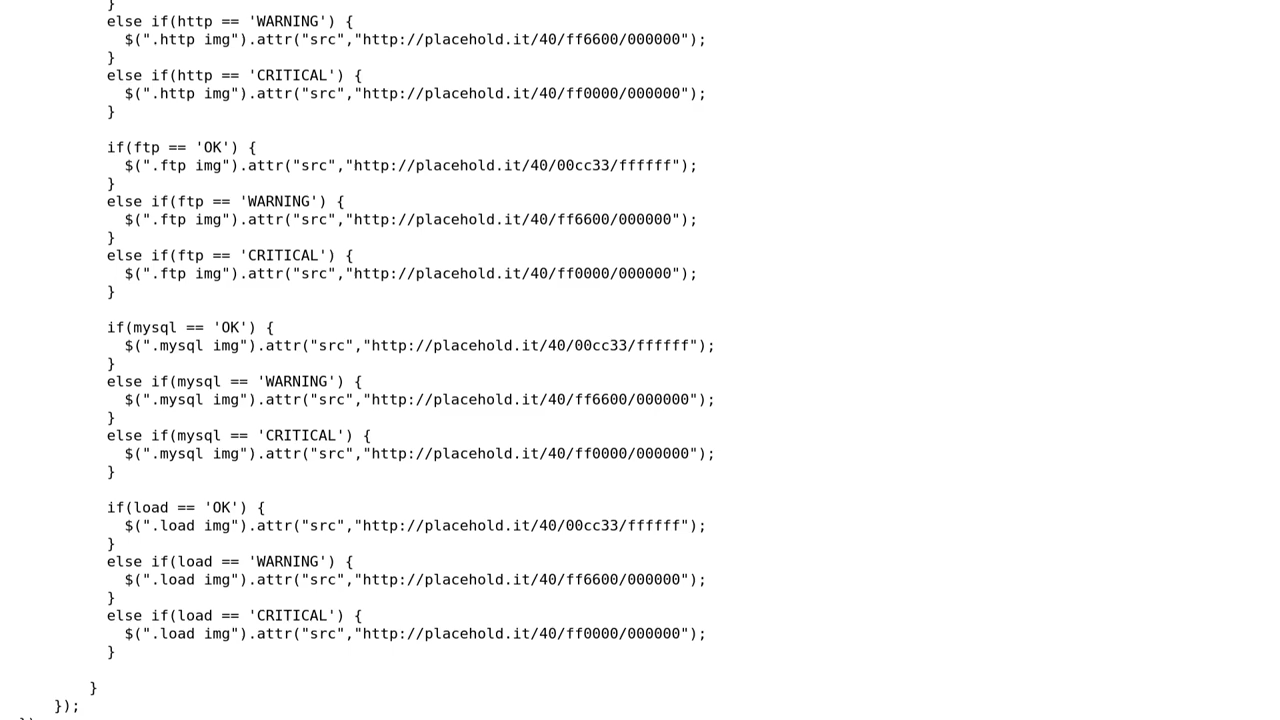 }
else if(http == 'WARNING') {
$(".http img").attr("src","http://placehold.it/40/ff6600/000000");
}
else if(http == 'CRITICAL') {
$(".http img").attr("src","http://placehold.it/40/ff0000/000000");
}
if(ftp == 'OK') {
$(".ftp img").attr("src","http://placehold.it/40/00cc33/ffffff");
}
else if(ftp == 'WARNING') {
$(".ftp img").attr("src","http://placehold.it/40/ff6600/000000");
}
else if(ftp == 'CRITICAL') {
$(".ftp img").attr("src","http://placehold.it/40/ff0000/000000");
}
if(mysql == 'OK') {
$(".mysql img").attr("src","http://placehold.it/40/00cc33/ffffff");
}
else if(mysql == 'WARNING') {
$(".mysql img").attr("src","http://placehold.it/40/ff6600/000000");
}
else if(mysql == 'CRITICAL') {
$(".mysql img").attr("src","http://placehold.it/40/ff0000/000000");
}
if(load == 'OK') {
$(".load img").attr("src","http://placehold.it/40/00cc33/ffffff");
}
else if(load == 'WARNING') {
$(".load img").attr("src","http://placehold.it/40/ff6600/000000");
}
else if(load == 'CRITICAL') {
$(".load img").attr("src","http://placehold.it/40/ff0000/000000");
}
}
});